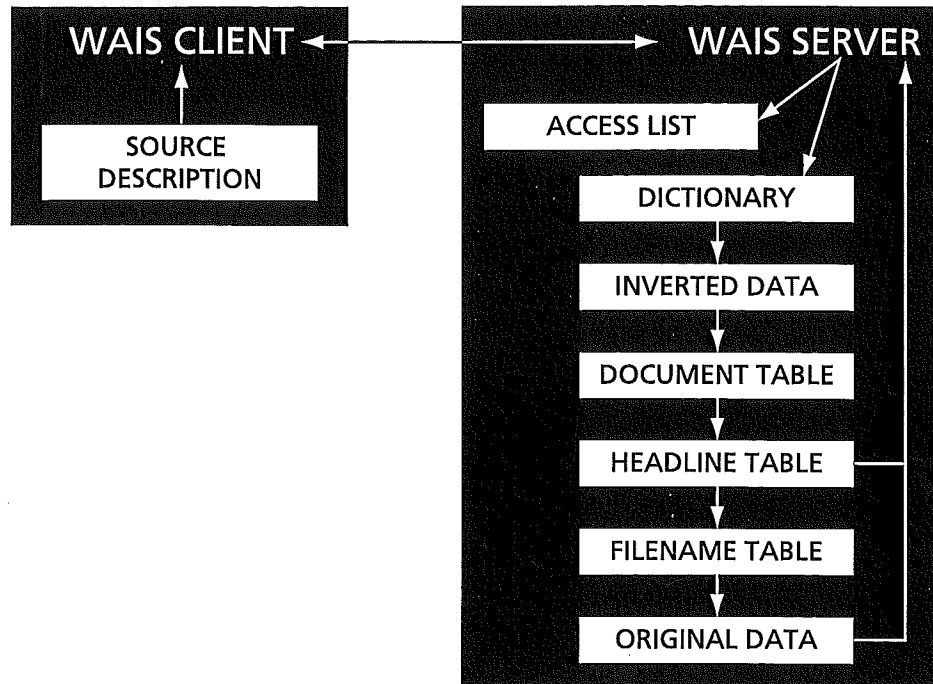 WAIS CLIENT
SOURCE
DESCRIPTION
WAIS SERVER
ACCESS LIST
DICTIONARY
INVERTED DATA
DOCUMENT TABLE
HEADLINE TABLE
FILENAME TABLE
ORIGINAL DATA